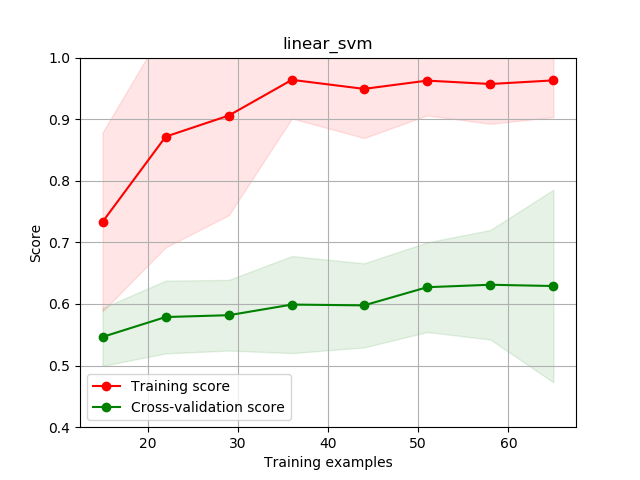 linear_svm
1.0
0.9
0.8
0.7
0.6
0.5
0.4
Score
Training score
Cross-validation score
20 30 40 50 60
Training examples